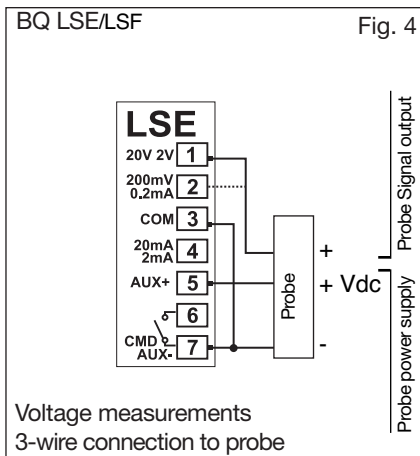 BQ LSE/LSF
Fig. 4
LSE
20V 2V 1
200mV
0.2mA 2
COM 3
20mA
2mA 4
AUX+ 5
6
CMD
AUX- 7
Probe
+
+ Vdc
-
Probe Signal output
Probe power supply
Voltage measurements
3-wire connection to probe